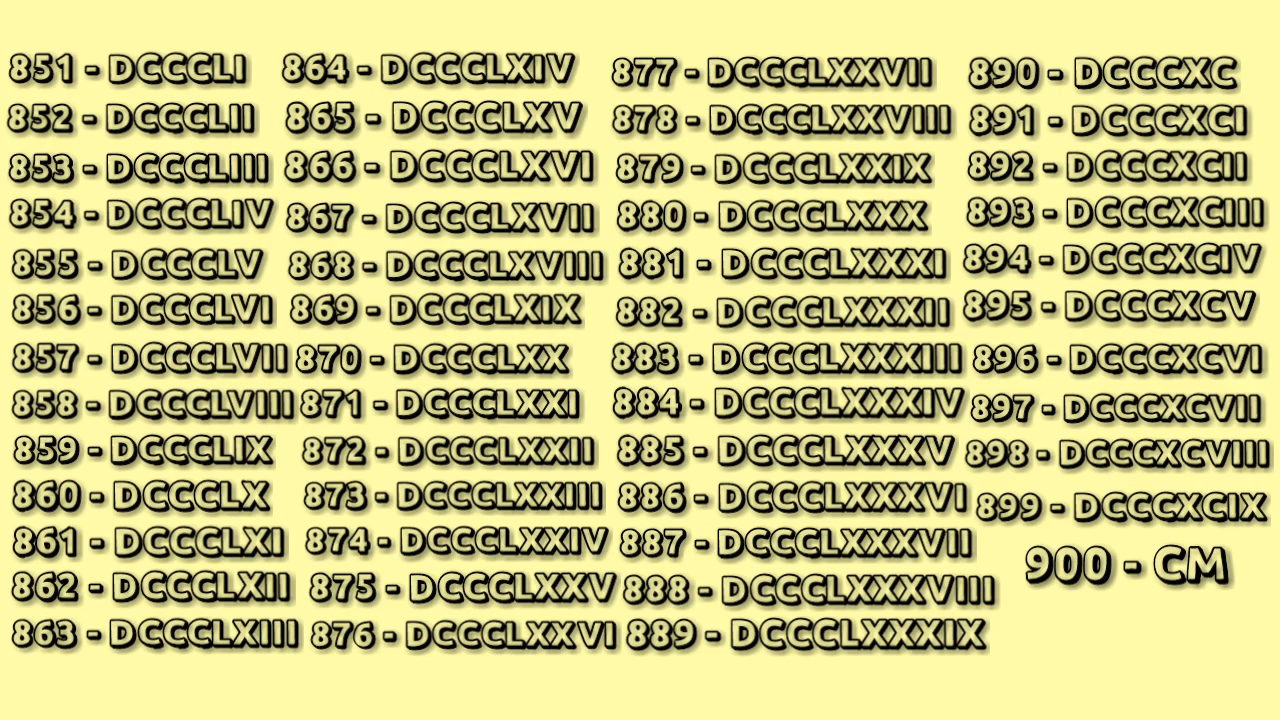 851 - DCCCLI
852 - DCCCLII
853 - DCCCLIII
854 - DCCCLIV
855 - DCCCLV
856 - DCCCLVI
857 - DCCCLVII
858 - DCCCLVIII
859 - DCCCLIX
860 - DCCCLX
861 - DCCCLXI
862 - DCCCLXII
863 - DCCCLXIII
864 - DCCCLXIV
865 - DCCCLXV
866 - DCCCLXVI
867 - DCCCLXVII
868 - DCCCLXVIII
869 - DCCCLXIX
870 - DCCCLXX
871 - DCCCLXXI
872 - DCCCLXXII
873 - DCCCLXXIII
874 - DCCCLXXIV
875 - DCCCLXXV
876 - DCCCLXXVI
877 - DCCCLXXVII
878 - DCCCLXXVIII
879 - DCCCLXXIX
880 - DCCCLXXX
881 - DCCCLXXXI
882 - DCCCLXXXII
883 - DCCCLXXXIII
884 - DCCCLXXXIV
885 - DCCCLXXXV
886 - DCCCLXXXVI
887 - DCCCLXXXVII
888 - DCCCLXXXVIII
889 - DCCCLXXXIX
890 - DCCCXC
891 - DCCCXCI
892 - DCCCXCII
893 - DCCCXCIII
894 - DCCCXCIV
895 - DCCCXCV
896 - DCCCXCVI
897 - DCCCXCVII
898 - DCCCXCVIII
899 - DCCCXCIX
900 - CM